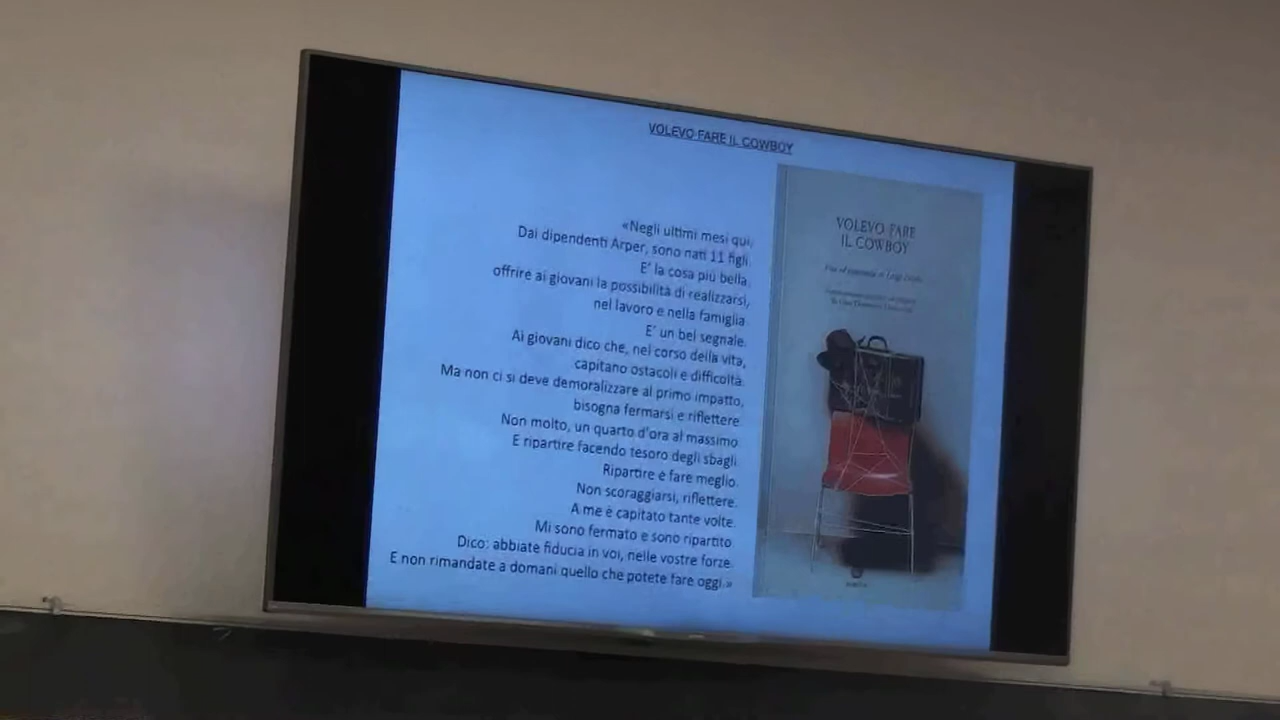 VOLEVO FARE IL COWBOY
«Negli ultimi mesi qui,
Dai dipendenti Arper, sono nati 11 figli.
E' la cosa più bella
offrire ai giovani la possibilità di realizzarsi,
nel lavoro e nella famiglia.
E' un bel segnale.
Ai giovani dico che, nel corso della vita,
capitano ostacoli e difficoltà.
Ma non ci si deve demoralizzare al primo impatto,
bisogna fermarsi e riflettere.
Non molto, un quarto d'ora al massimo
E ripartire facendo tesoro degli sbagli.
Ripartire e fare meglio.
Non scoraggiarsi, riflettere.
A me è capitato tante volte.
Mi sono fermato e sono ripartito.
Dico: abbiate fiducia in voi, nelle vostre forze.
E non rimandate a domani quello che potete fare oggi.»
VOLEVO FARE
IL COWBOY